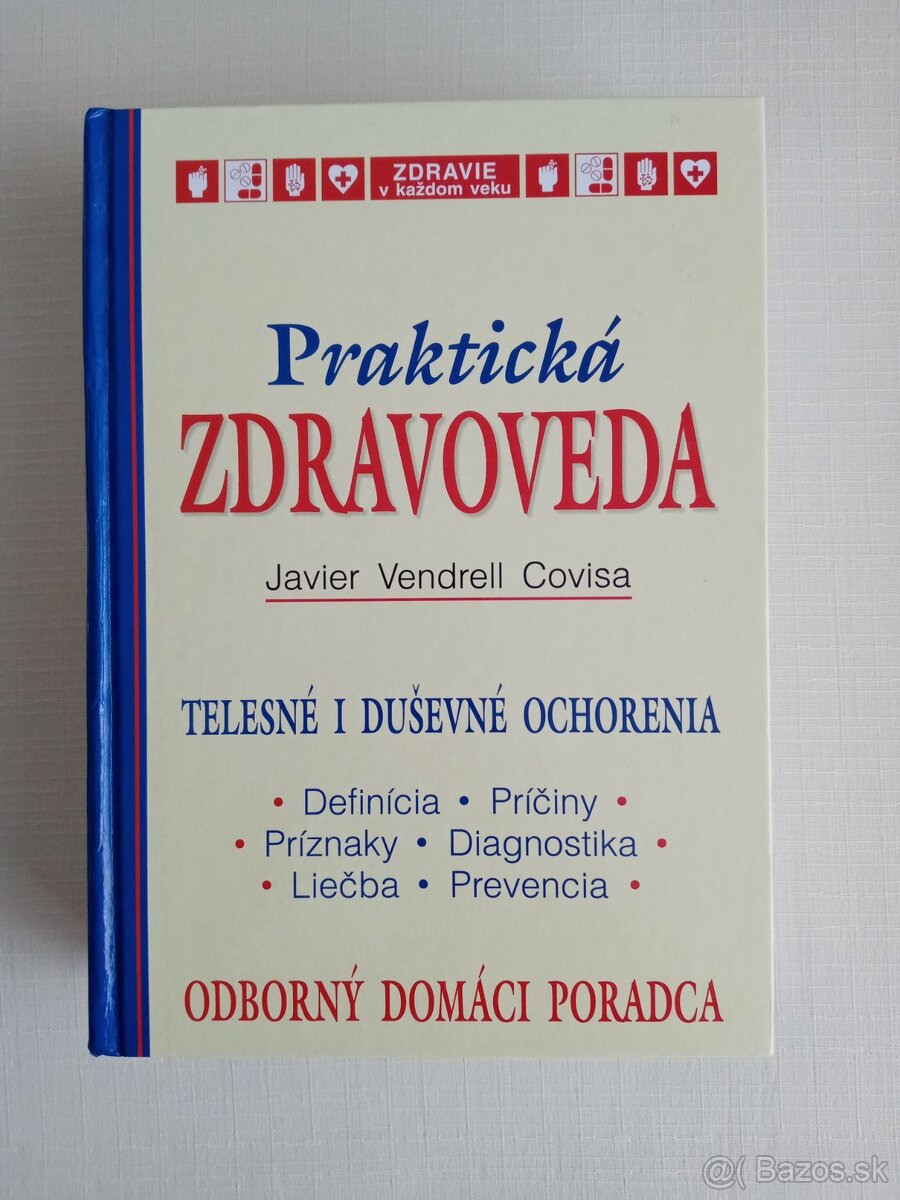 ZDRAVIE
v každom veku
Praktická
ZDRAVOVEDA
Javier Vendrell Covisa
TELESNÉ I DUŠEVNÉ OCHORENIA
• Definícia • Príčiny •
• Príznaky • Diagnostika •
• Liečba • Prevencia •
ODBORNÝ DOMÁCI PORADCA
@( Bazos.sk